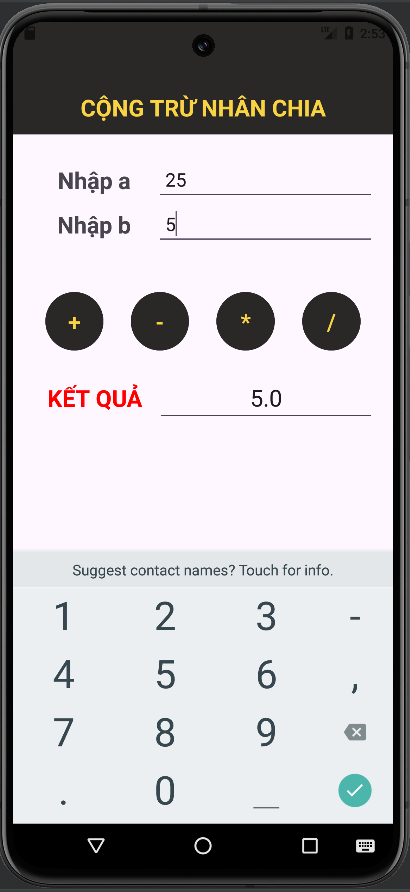 LTE 2:53
CỘNG TRỪ NHÂN CHIA
Nhập a 25
Nhập b 5
+ - * /
KẾT QUẢ 5.0
Suggest contact names? Touch for info.
1 2 3 -
4 5 6 ,
7 8 9
. 0 _